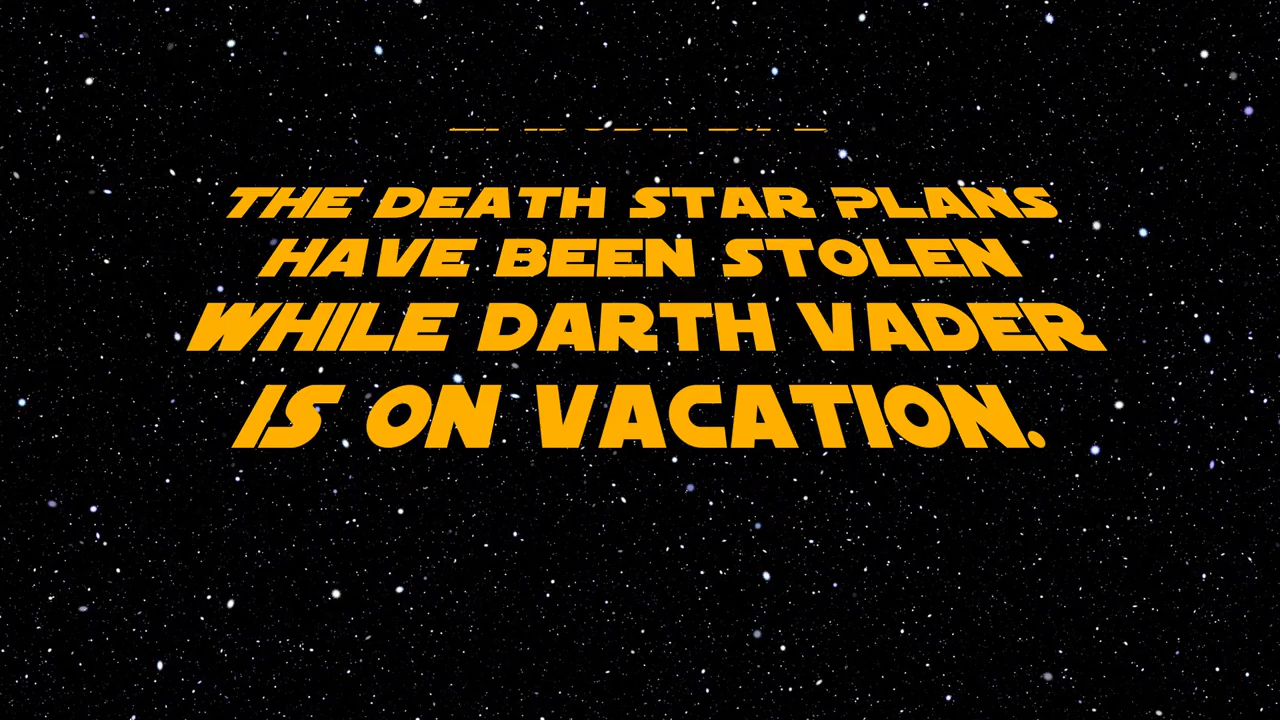 THE DEATH STAR PLANS
HAVE BEEN STOLEN
WHILE DARTH VADER
IS ON VACATION.